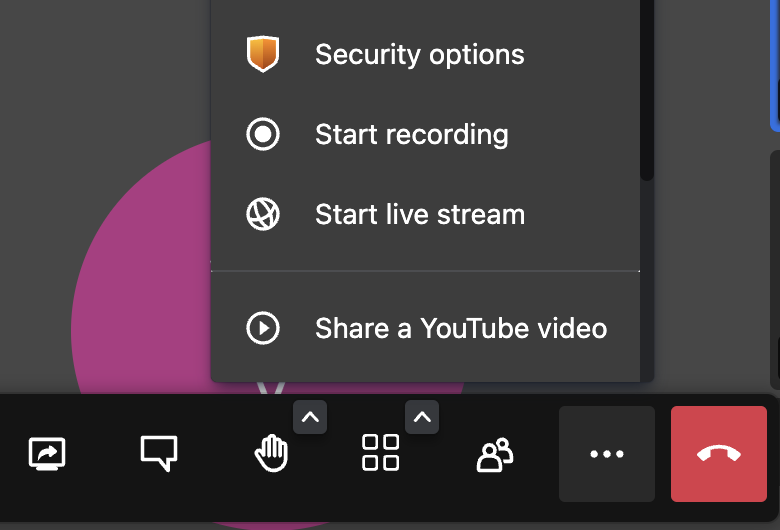 Security options
Start recording
Start live stream
Share a YouTube video